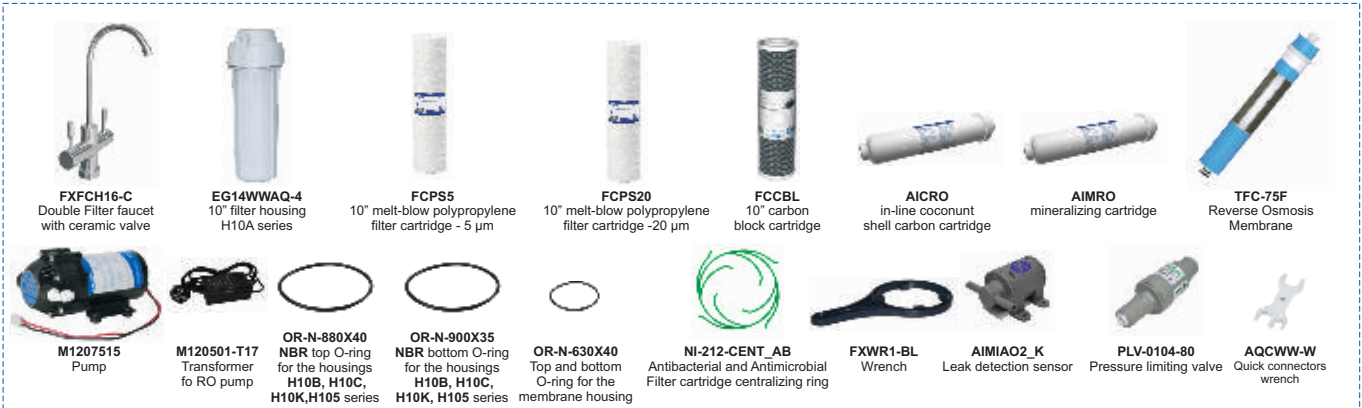 FXFCH16-C
Double Filter faucet
with ceramic valve
EG14WWAQ-4
10” filter housing
H10A series
FCPS5
10” melt-blow polypropylene
filter cartridge - 5 µm
FCPS20
10” melt-blow polypropylene
filter cartridge -20 µm
FCCBL
10” carbon
block cartridge
AICRO
in-line coconunt
shell carbon cartridge
AIMRO
mineralizing cartridge
TFC-75F
Reverse Osmosis
Membrane
M1207515
Pump
M120501-T17
Transformer
fo RO pump
OR-N-880X40
NBR top O-ring
for the housings
H10B, H10C,
H10K,H105 series
OR-N-900X35
NBR bottom O-ring
for the housings
H10B, H10C,
H10K, H105 series
OR-N-630X40
Top and bottom
O-ring for the
membrane housing
NI-212-CENT_AB
Antibacterial and Antimicrobial
Filter cartridge centralizing ring
FXWR1-BL
Wrench
AIMIAO2_K
Leak detection sensor
PLV-0104-80
Pressure limiting valve
AQCWW-W
Quick connectors
wrench